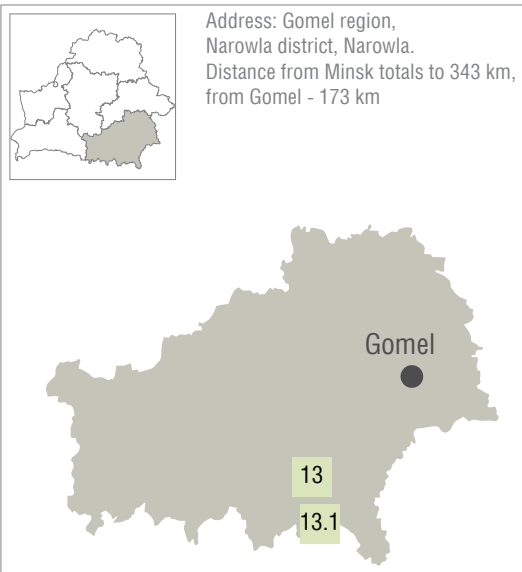 Address: Gomel region,
Narowla district, Narowla.
Distance from Minsk totals to 343 km,
from Gomel - 173 km
Gomel
13
13.1